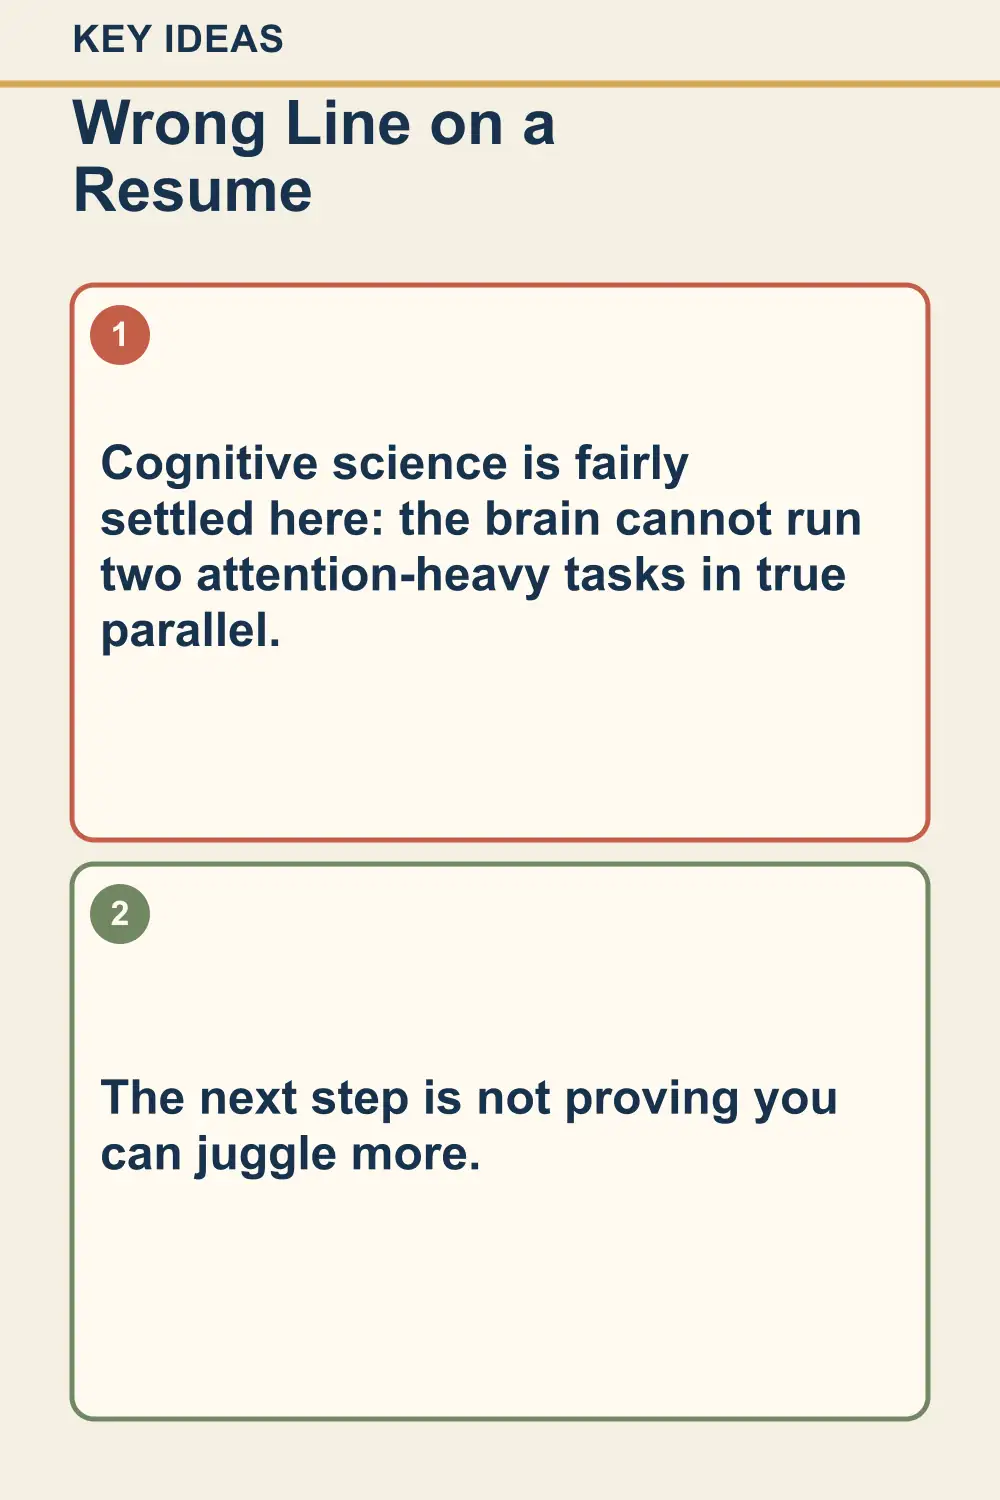 KEY IDEAS
Wrong Line on a
Resume
1
Cognitive science is fairly
settled here: the brain cannot run
two attention-heavy tasks in true
parallel.
2
The next step is not proving you
can juggle more.